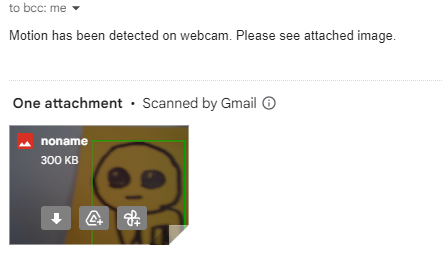 to bcc: me
Motion has been detected on webcam. Please see attached image.
One attachment • Scanned by Gmail
noname
300 KB